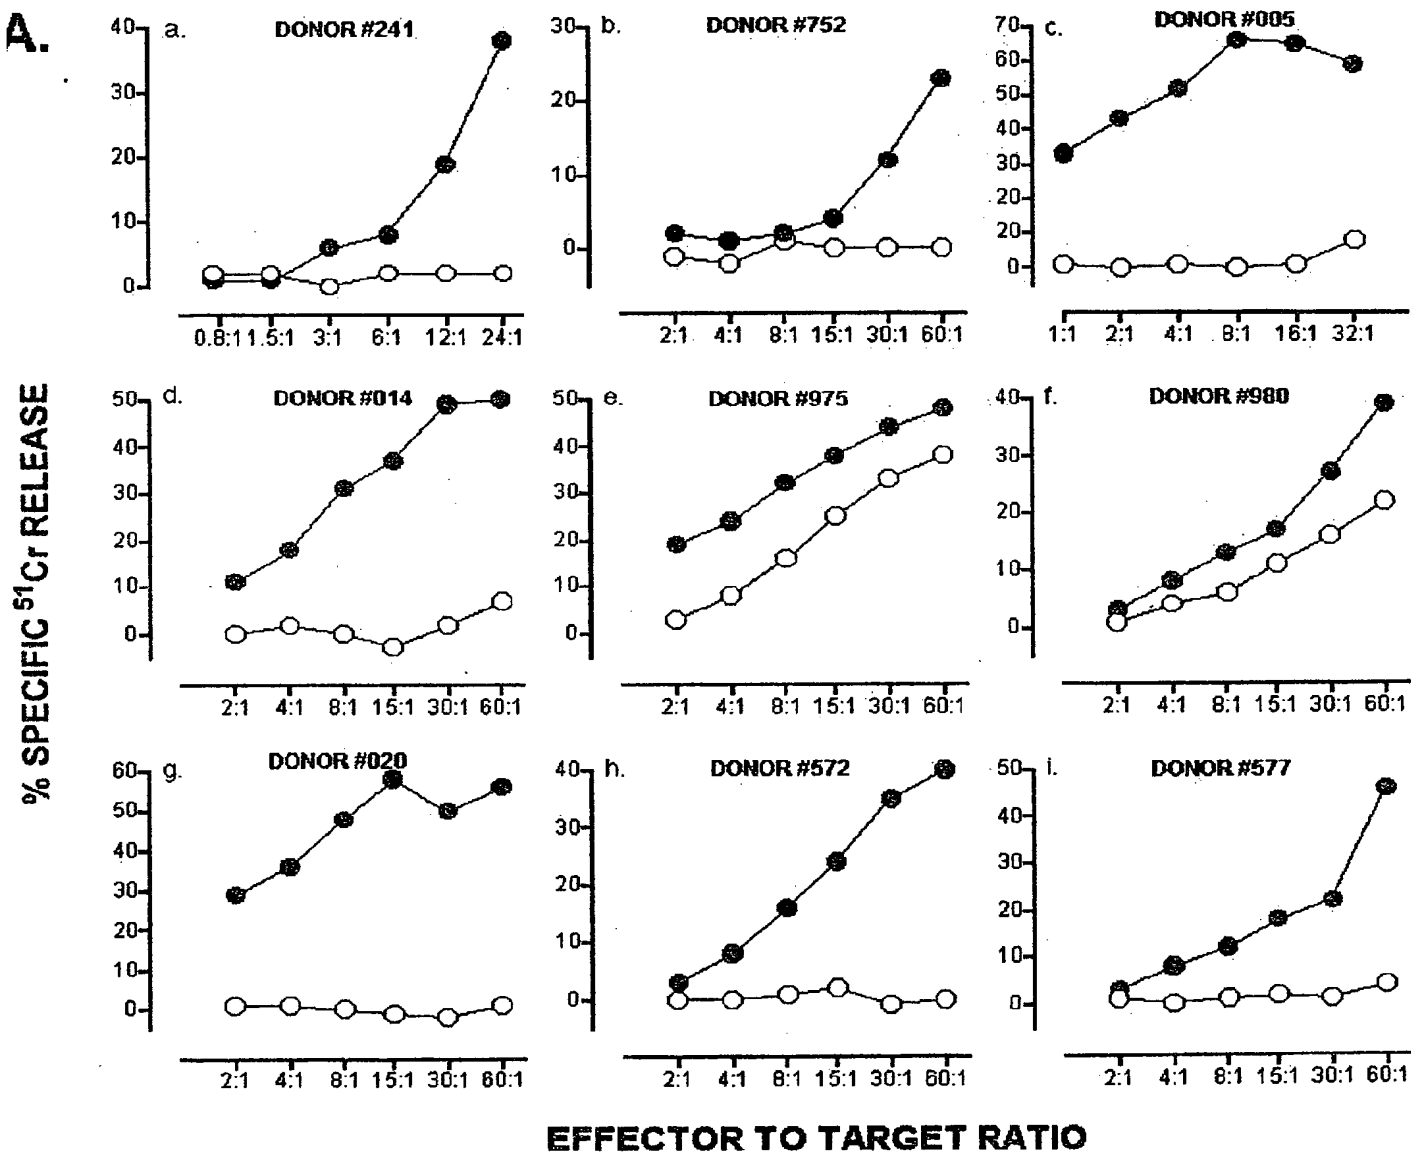 A.
a. DONOR #241
40
30
20
10
0
0.8:1 1.5:1 3:1 6:1 12:1 24:1
b. DONOR #752
30
20
10
0
2:1 4:1 8:1 15:1 30:1 60:1
c. DONOR #005
70
60
50
40
30
20
20
0
1:1 2:1 4:1 8:1 16:1 32:1
% SPECIFIC 51Cr RELEASE
d. DONOR #014
50
40
30
20
10
0
2:1 4:1 8:1 15:1 30:1 60:1
e. DONOR #975
50
40
30
20
10
0
2:1 4:1 8:1 15:1 30:1 60:1
f. DONOR #980
40
30
20
10
0
2:1 4:1 8:1 15:1 30:1 60:1
g. DONOR #020
60
50
40
30
20
10
0
2:1 4:1 8:1 15:1 30:1 60:1
h. DONOR #572
40
30
20
10
0
2:1 4:1 8:1 15:1 30:1 60:1
i. DONOR #577
50
40
30
20
10
0
2:1 4:1 8:1 15:1 30:1 60:1
EFFECTOR TO TARGET RATIO